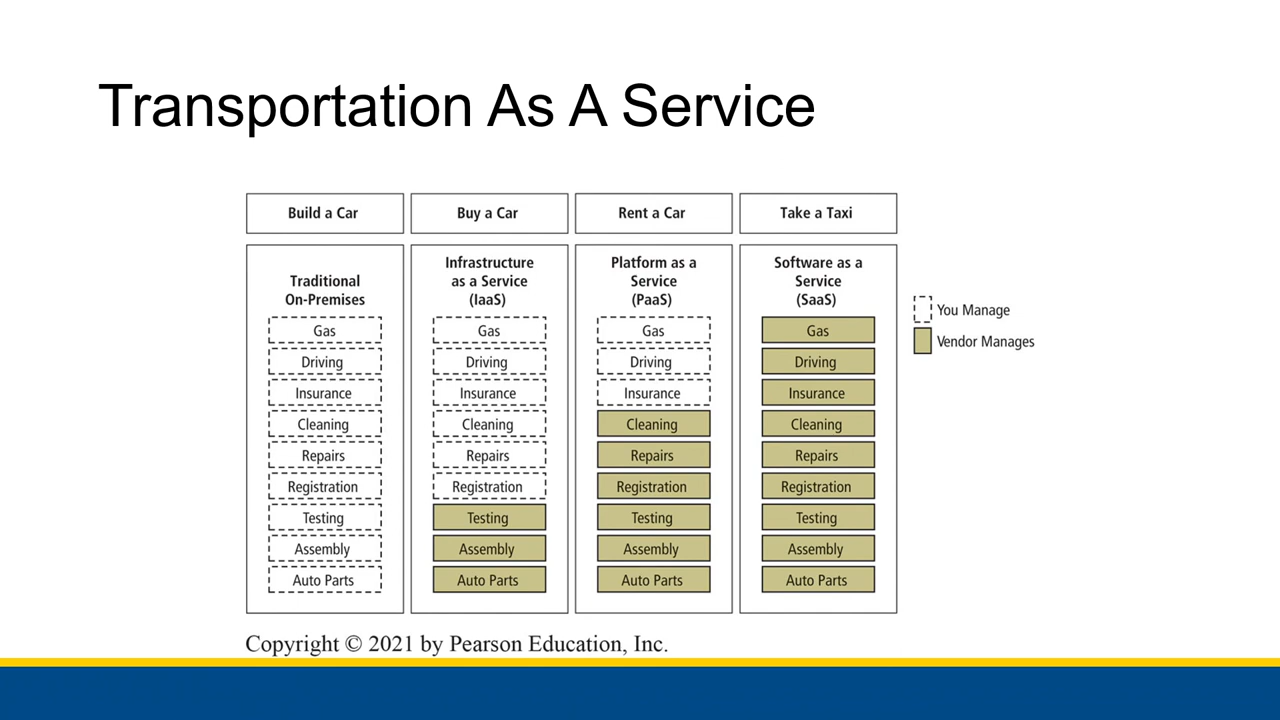 Transportation As A Service
Build a Car
Buy a Car
Rent a Car
Take a Taxi
Traditional
On-Premises
Gas
Driving
Insurance
Cleaning
Repairs
Registration
Testing
Assembly
Auto Parts
Infrastructure
as a Service
(IaaS)
Gas
Driving
Insurance
Cleaning
Repairs
Registration
Testing
Assembly
Auto Parts
Platform as a
Service
(PaaS)
Gas
Driving
Insurance
Cleaning
Repairs
Registration
Testing
Assembly
Auto Parts
Software as a
Service
(SaaS)
Gas
Driving
Insurance
Cleaning
Repairs
Registration
Testing
Assembly
Auto Parts
You Manage
Vendor Manages
Copyright © 2021 by Pearson Education, Inc.